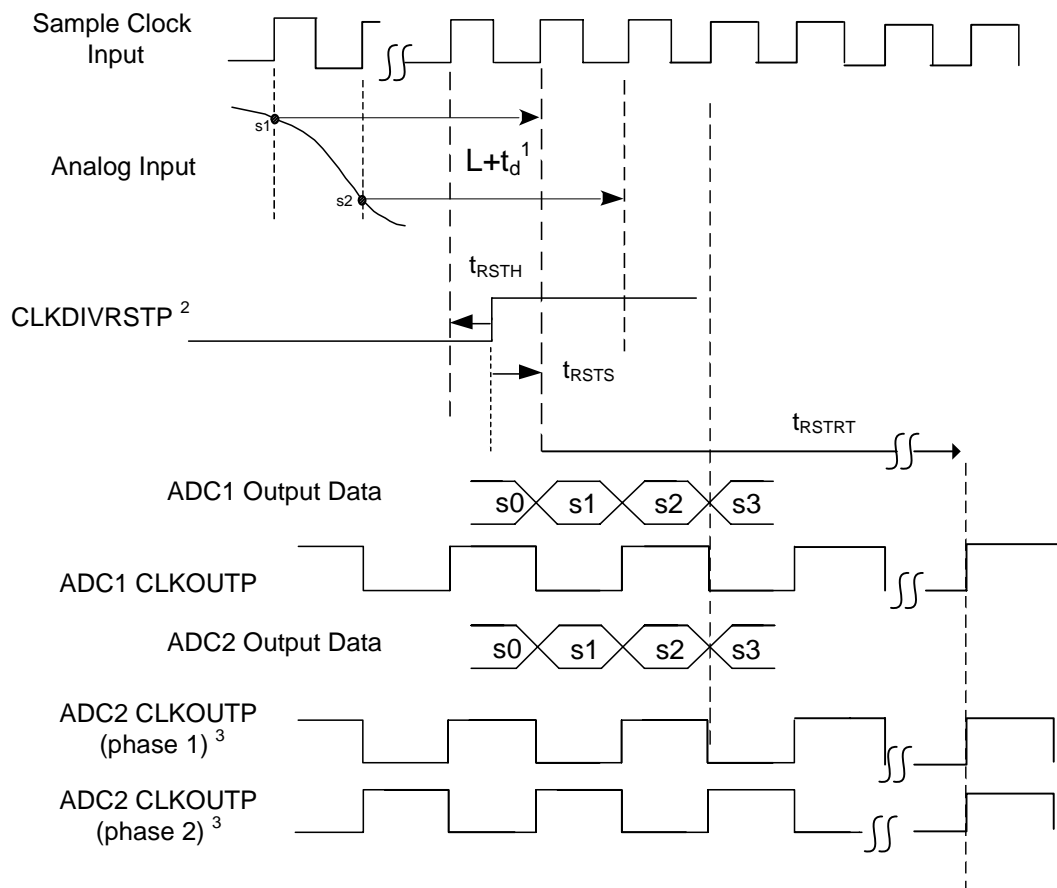 Sample Clock
Input
s1
Analog Input
L+td1
s2
tRSTH
CLKDIVRSTP 2
tRSTS
tRSTRT
ADC1 Output Data
s0 s1 s2 s3
ADC1 CLKOUTP
ADC2 Output Data
s0 s1 s2 s3
ADC2 CLKOUTP
(phase 1) 3
ADC2 CLKOUTP
(phase 2) 3